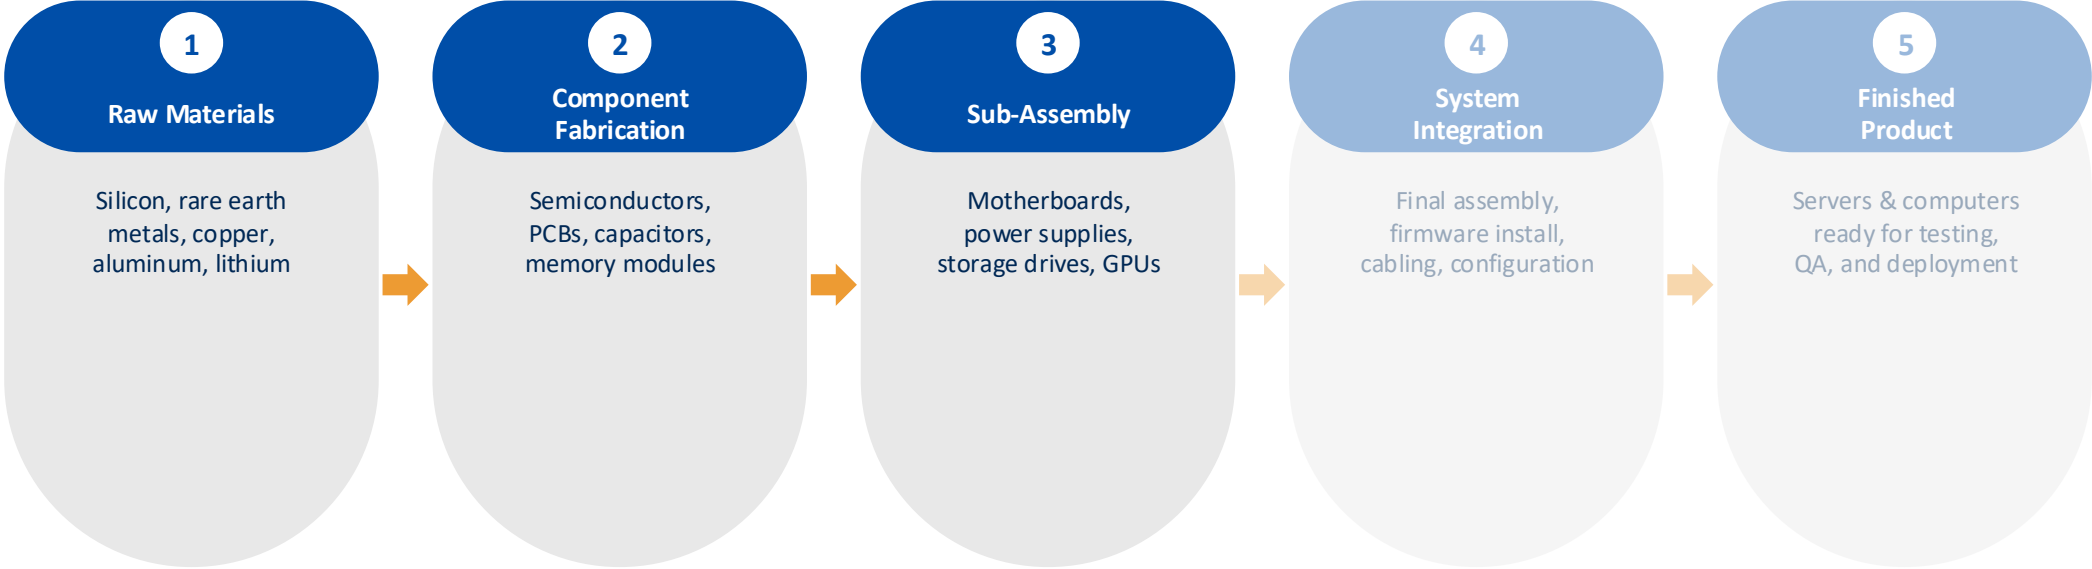 1
Raw Materials
Silicon, rare earth
metals, copper,
aluminum, lithium
2
Component
Fabrication
Semiconductors,
PCBs, capacitors,
memory modules
3
Sub-Assembly
Motherboards,
power supplies,
storage drives, GPUs
4
System
Integration
Final assembly,
firmware install,
cabling, configuration
5
Finished
Product
Servers & computers
ready for testing,
QA, and deployment